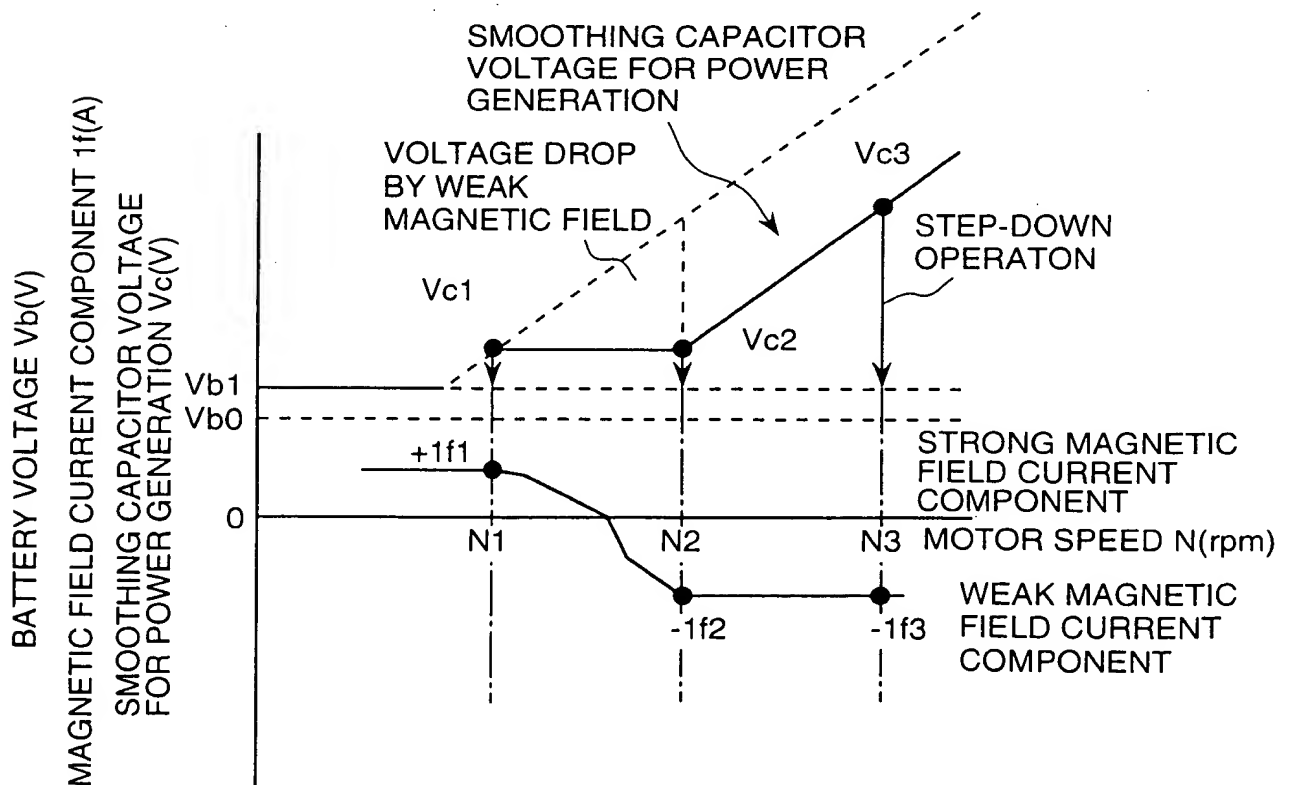 SMOOTHING CAPACITOR
VOLTAGE FOR POWER
GENERATION
VOLTAGE DROP
BY WEAK
MAGNETIC FIELD
Vc3
STEP-DOWN
OPERATON
Vc1
Vc2
Vb1
Vb0
+1f1
STRONG MAGNETIC
FIELD CURRENT
COMPONENT
0
N1
N2
N3
MOTOR SPEED N(rpm)
WEAK MAGNETIC
FIELD CURRENT
COMPONENT
-1f2
-1f3
BATTERY VOLTAGE Vb(V)
MAGNETIC FIELD CURRENT COMPONENT 1f(A)
SMOOTHING CAPACITOR VOLTAGE
FOR POWER GENERATION Vc(V)